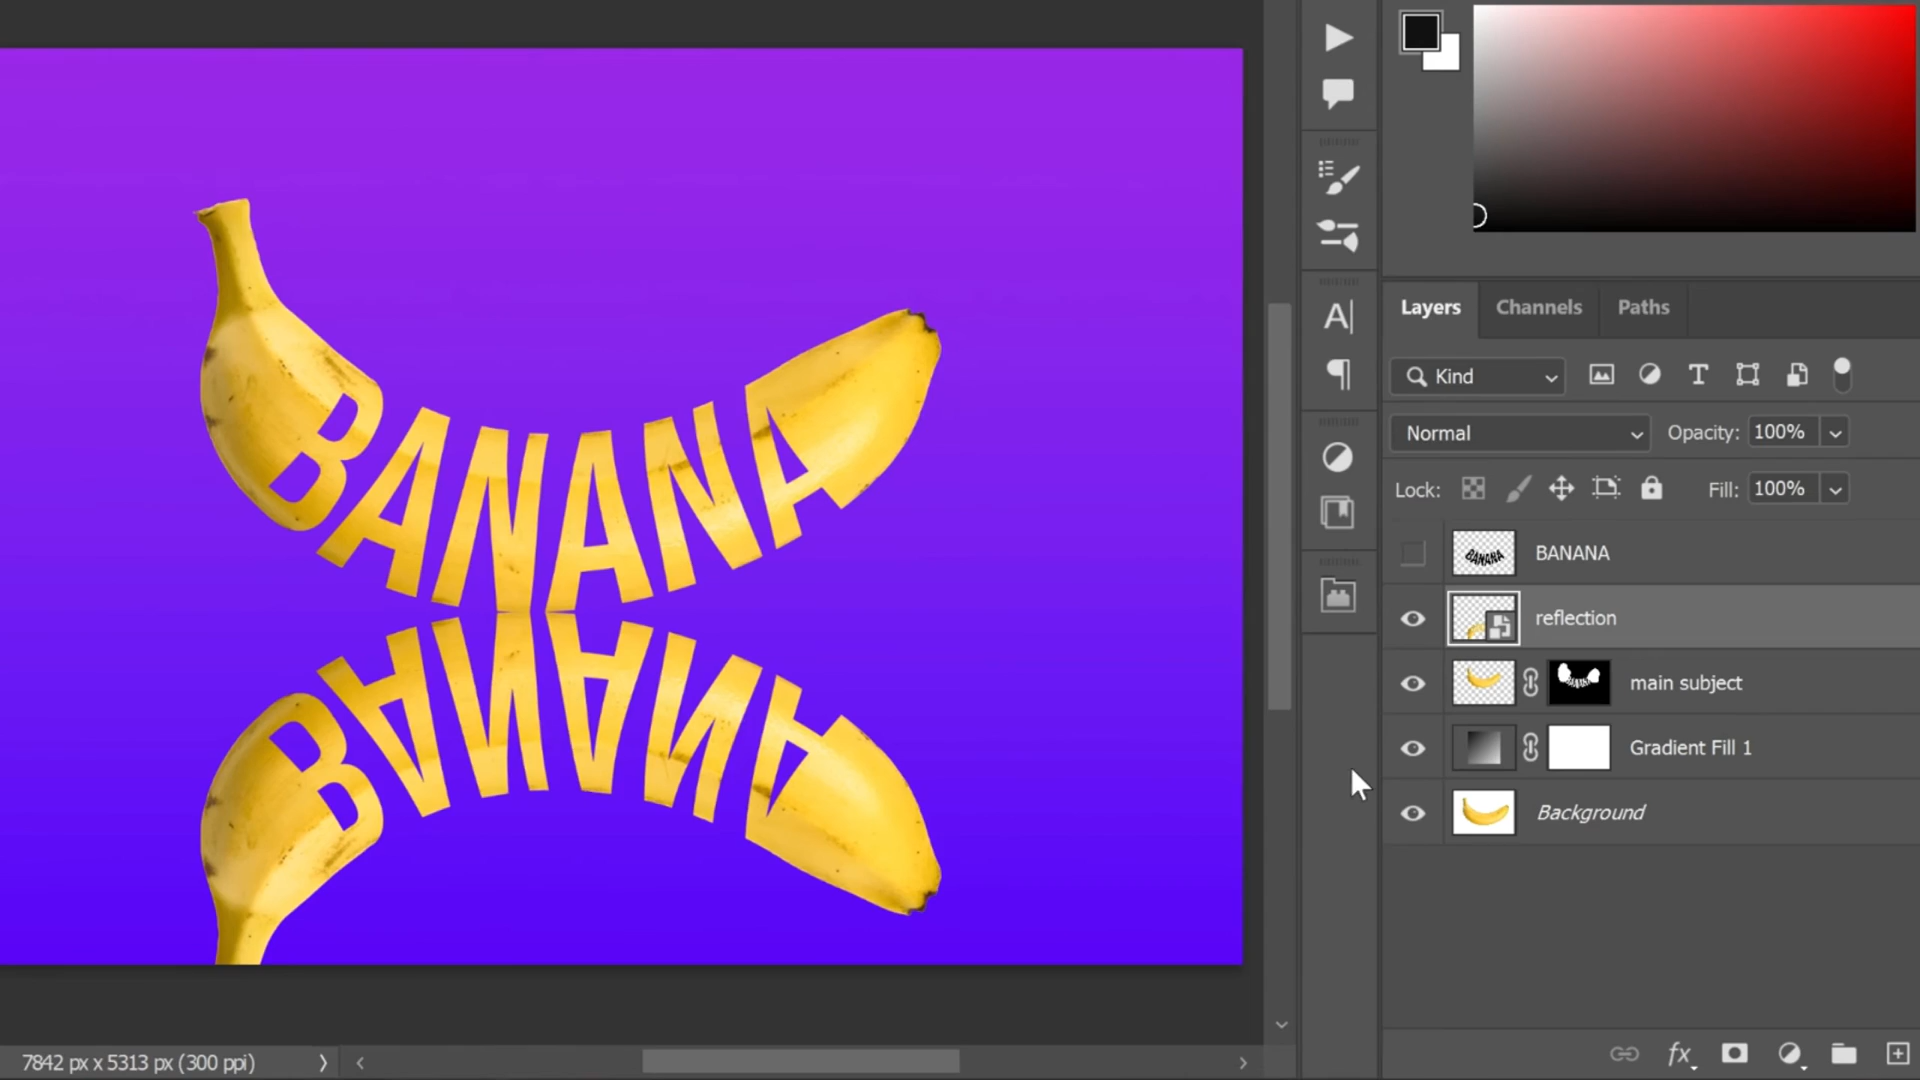 Layers Channels Paths
Kind
Normal Opacity: 100%
Lock: Fill: 100%
BANANA
BANANA
reflection
main subject
BANANA
Gradient Fill 1
Background
7842 px x 5313 px (300 ppi)
fx